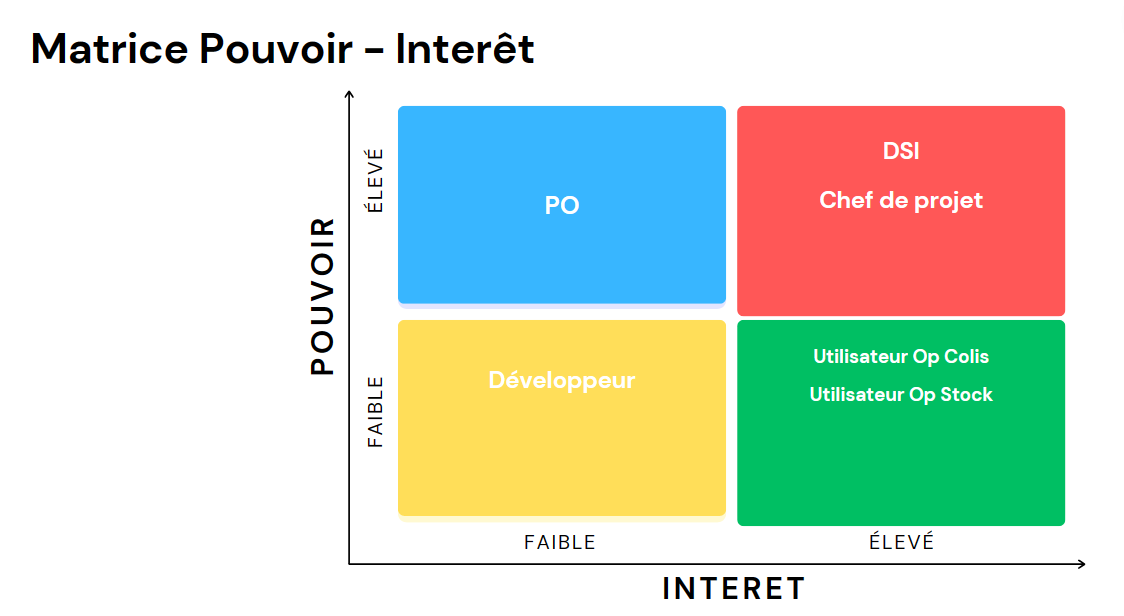 Matrice Pouvoir – Interêt
POUVOIR
ÉLEVÉ
FAIBLE
PO
DSI
Chef de projet
Développeur
Utilisateur Op Colis
Utilisateur Op Stock
FAIBLE
ÉLEVÉ
INTERET